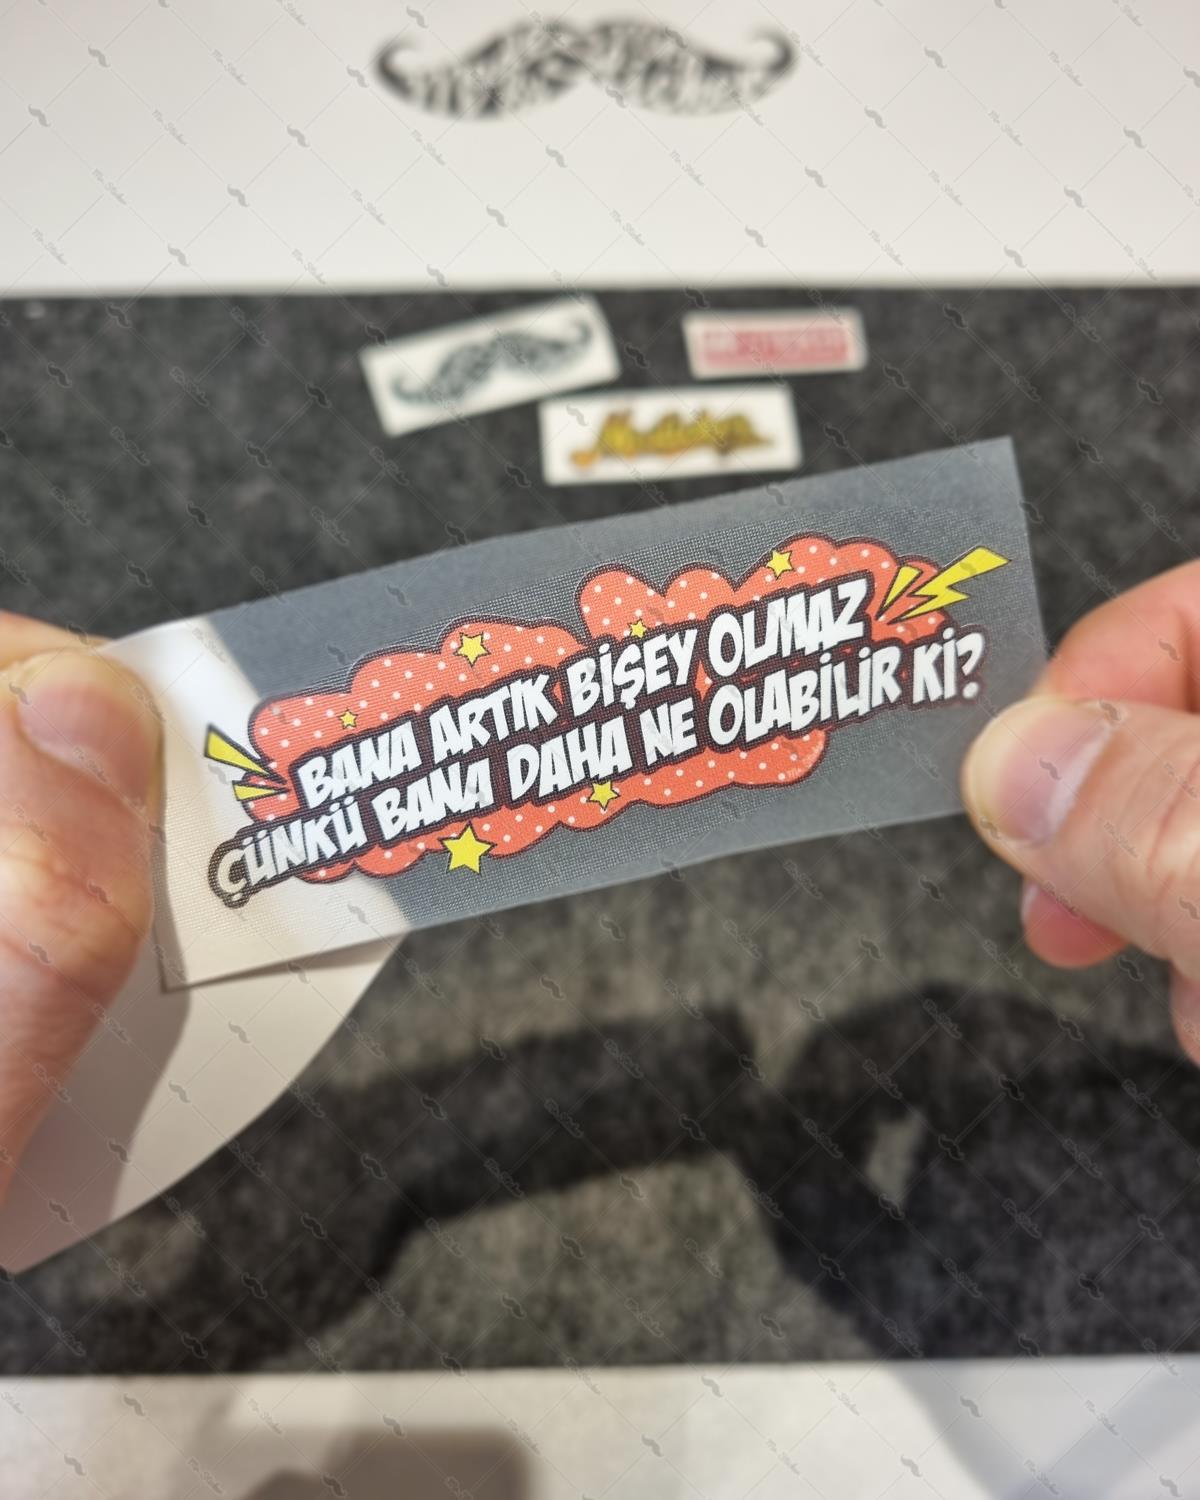 BANA ARTIK BİŞEY OLMAZ
ÇÜNKÜ BANA DAHA NE OLABİLİR Kİ?